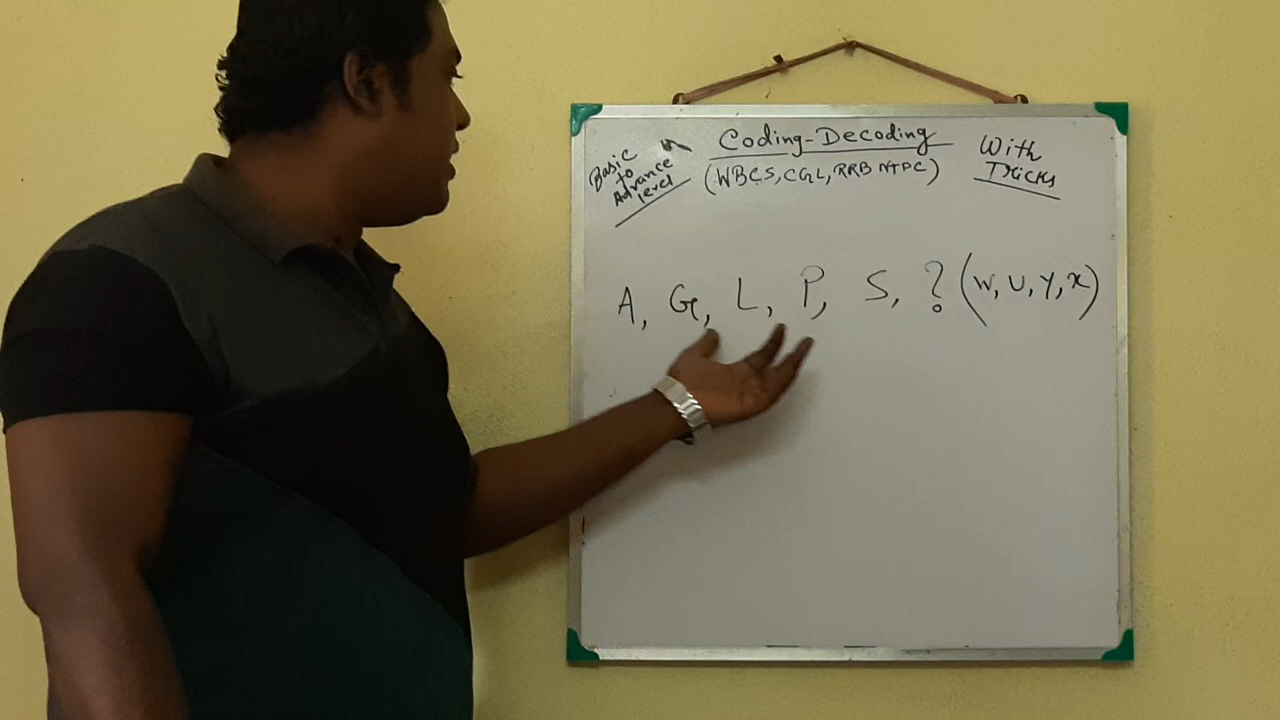 Coding-Decoding
(WBCS, CGL, RRB NTPC)
Basic
to
Advance
level
With
Tricks
A, G, L, P, S, ? (W, U, Y, X)